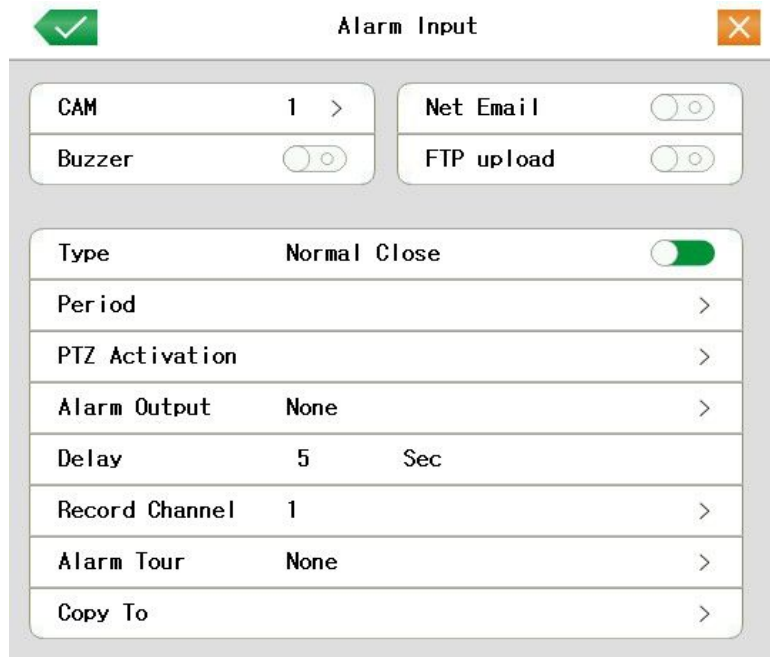 Alarm Input
CAM 1 >
Buzzer
Net Email
FTP upload
Type Normal Close
Period >
PTZ Activation >
Alarm Output None >
Delay 5 Sec
Record Channel 1 >
Alarm Tour None >
Copy To >